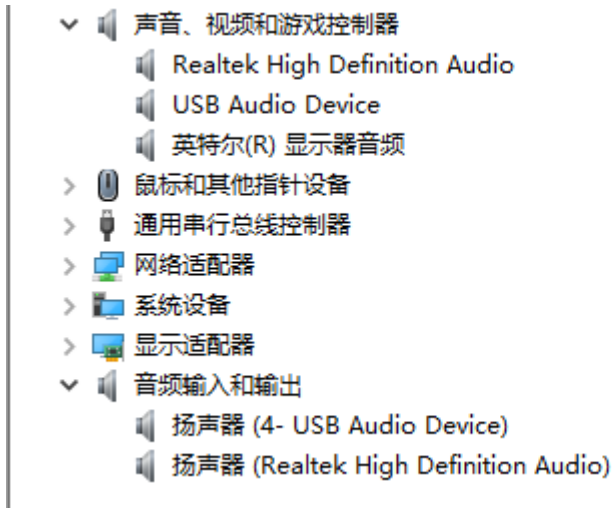 声音、视频和游戏控制器
Realtek High Definition Audio
USB Audio Device
英特尔(R) 显示器音频
鼠标和其他指针设备
通用串行总线控制器
网络适配器
系统设备
显示适配器
音频输入和输出
扬声器 (4- USB Audio Device)
扬声器 (Realtek High Definition Audio)